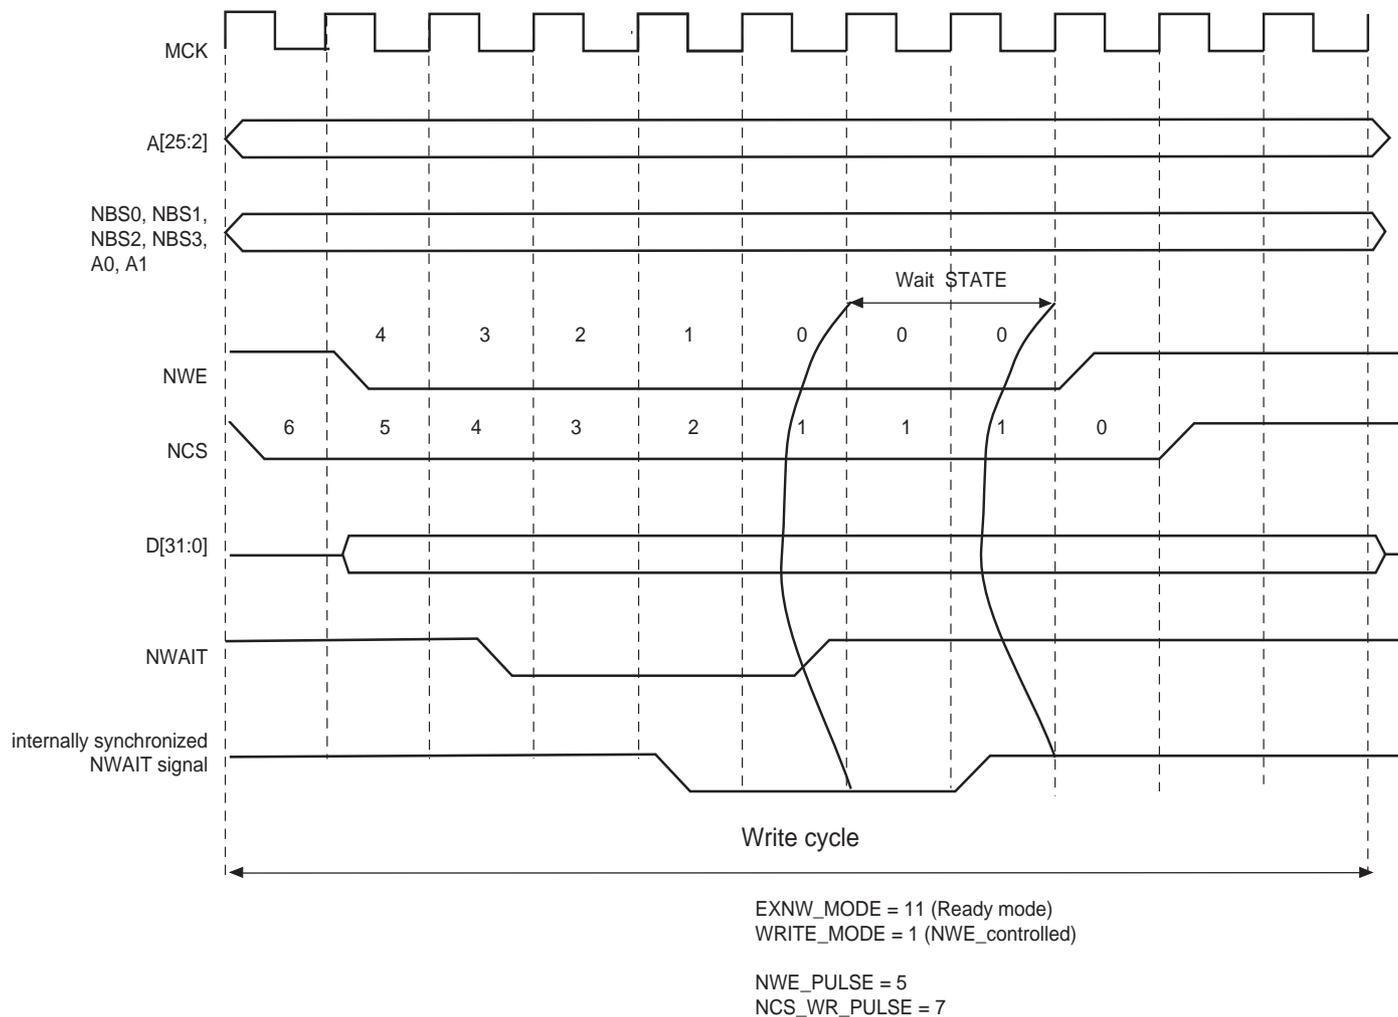 MCK
A[25:2]
NBS0, NBS1,
NBS2, NBS3,
A0, A1
Wait STATE
4 3 2 1 0 0 0
NWE
6 5 4 3 2 1 1 1 0
NCS
D[31:0]
NWAIT
internally synchronized
NWAIT signal
Write cycle
EXNW_MODE = 11 (Ready mode)
WRITE_MODE = 1 (NWE_controlled)
NWE_PULSE = 5
NCS_WR_PULSE = 7